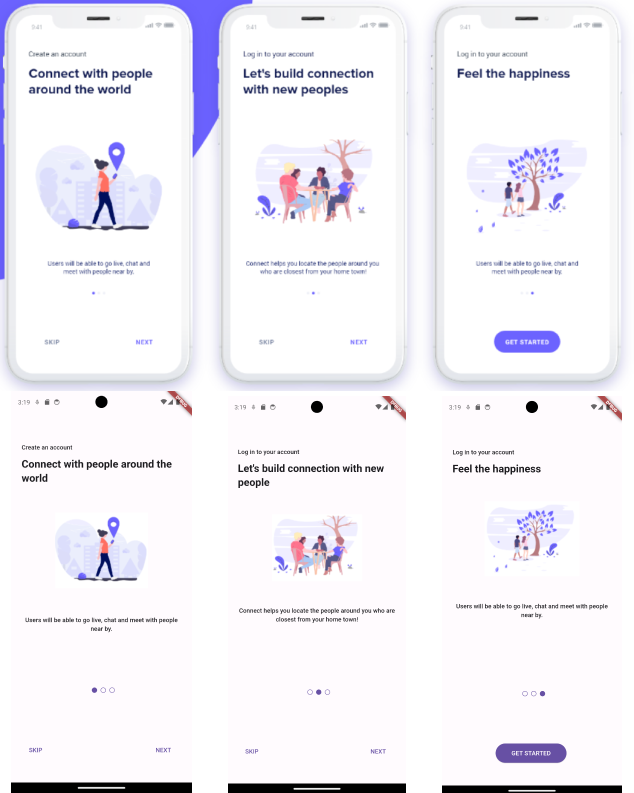 9:41
Create an account
Connect with people
around the world
Users will be able to go live, chat and
meet with people near by.
SKIP
NEXT
9:41
Log in to your account
Let's build connection
with new peoples
Connect helps you locate the people around you
who are closest from your home town!
SKIP
NEXT
9:41
Log in to your account
Feel the happiness
Users will be able to go live, chat and
meet with people near by.
GET STARTED
3:19
DEBUG
Create an account
Connect with people around the
world
Users will be able to go live, chat and meet with people
near by.
SKIP
NEXT
3:19
DEBUG
Log in to your account
Let's build connection with new
people
Connect helps you locate the people around you who are
closest from your home town!
SKIP
NEXT
3:19
DEBUG
Log in to your account
Feel the happiness
Users will be able to go live, chat and meet with people
near by.
GET STARTED